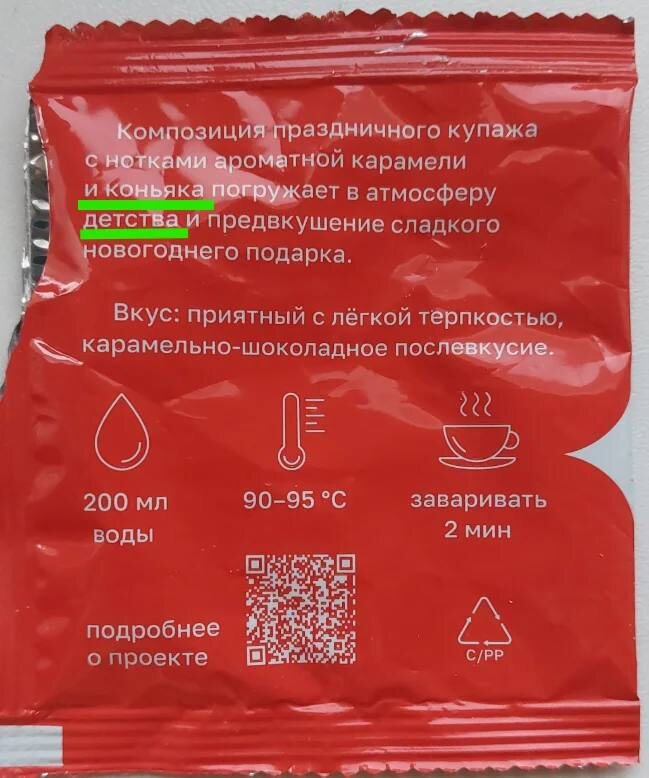 Композиция праздничного купажа
с нотками ароматной карамели
и коньяка погружает в атмосферу
детства и предвкушение сладкого
новогоднего подарка.
Вкус: приятный с лёгкой терпкостью,
карамельно-шоколадное послевкусие.
200 мл
воды
90–95 °C
заваривать
2 мин
подробнее
о проекте
C/PP